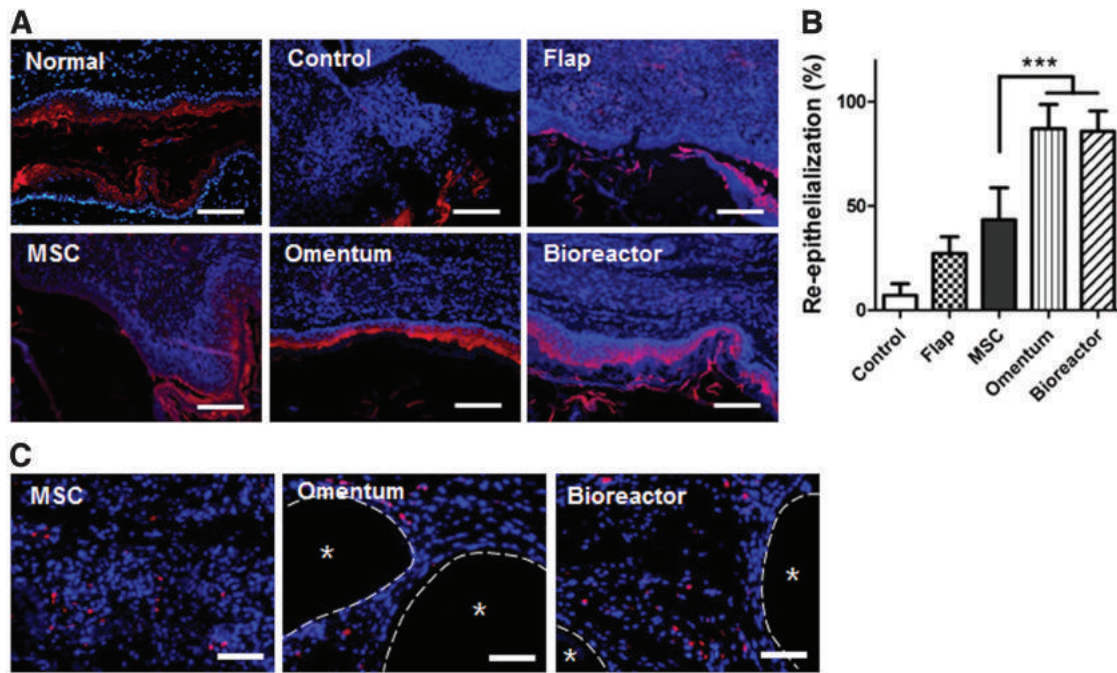 A
Normal
Control
Flap
MSC
Omentum
Bioreactor
B
***
Re-epithelialization (%)
100
50
0
Control
Flap
MSC
Omentum
Bioreactor
C
MSC
Omentum
Bioreactor
*
*
*
*